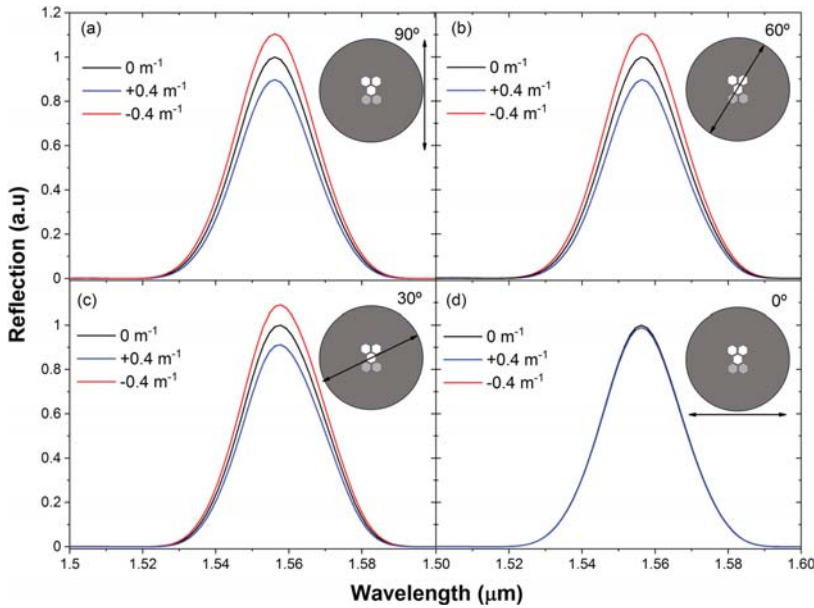 (a)
90º
0 m⁻¹
+0.4 m⁻¹
-0.4 m⁻¹
(b)
60º
0 m⁻¹
+0.4 m⁻¹
-0.4 m⁻¹
1.2
1.0
0.8
0.6
0.4
0.2
0
(c)
30º
0 m⁻¹
+0.4 m⁻¹
-0.4 m⁻¹
(d)
0º
0 m⁻¹
+0.4 m⁻¹
-0.4 m⁻¹
1
0.8
0.6
0.4
0.2
0
1.5 1.52 1.54 1.56 1.58 1.50 1.52 1.54 1.56 1.58 1.60
Reflection (a.u)
Wavelength (μm)